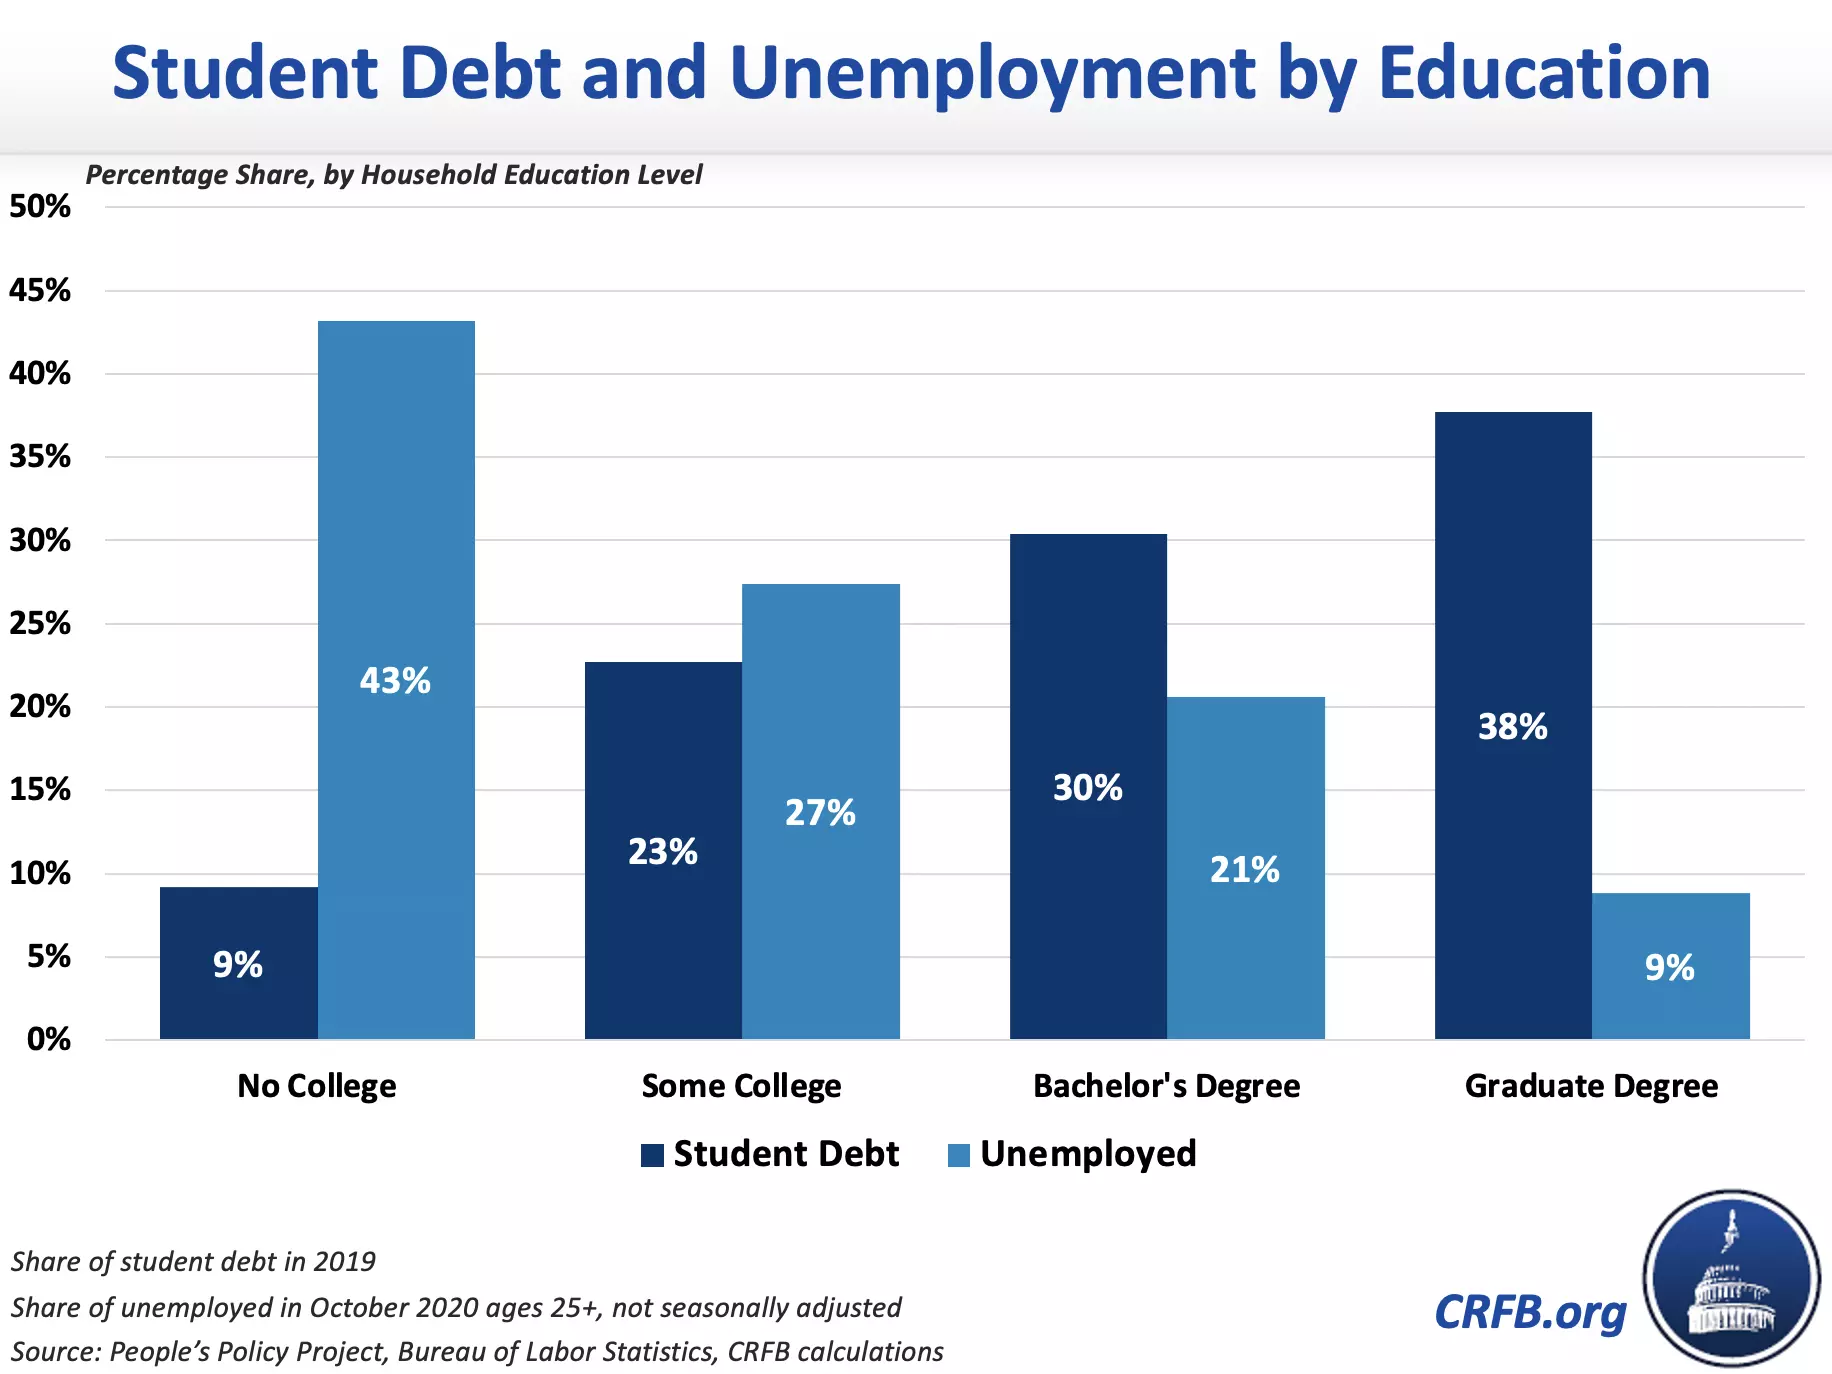 Student Debt and Unemployment by Education
Percentage Share, by Household Education Level
50%
45%
40%
35%
30%
25%
20%
15%
10%
5%
0%
9%
43%
23%
27%
30%
21%
38%
9%
No College
Some College
Bachelor's Degree
Graduate Degree
Student Debt
Unemployed
Share of student debt in 2019
Share of unemployed in October 2020 ages 25+, not seasonally adjusted
Source: People’s Policy Project, Bureau of Labor Statistics, CRFB calculations
CRFB.org